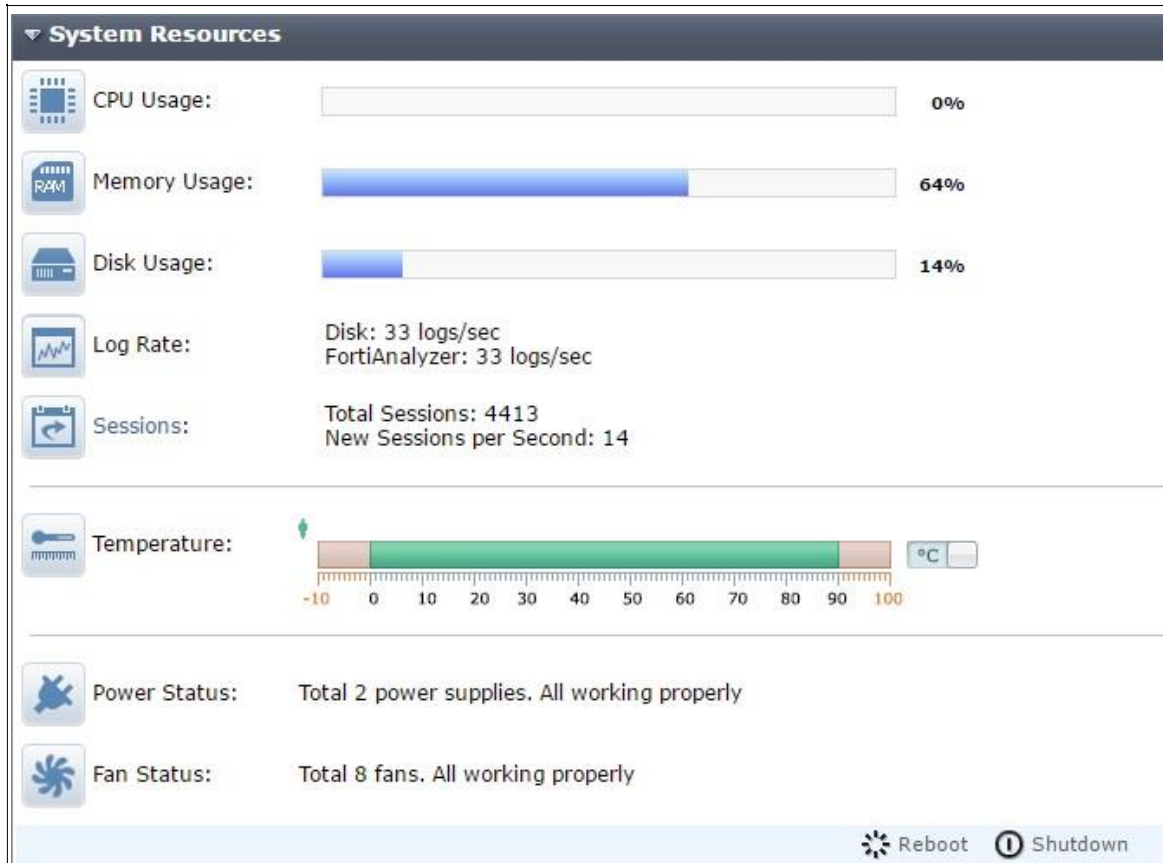 System Resources
CPU Usage: 0%
RAM
Memory Usage: 64%
Disk Usage: 14%
Log Rate: Disk: 33 logs/sec
FortiAnalyzer: 33 logs/sec
Sessions: Total Sessions: 4413
New Sessions per Second: 14
Temperature: °C
-10 0 10 20 30 40 50 60 70 80 90 100
Power Status: Total 2 power supplies. All working properly
Fan Status: Total 8 fans. All working properly
Reboot Shutdown